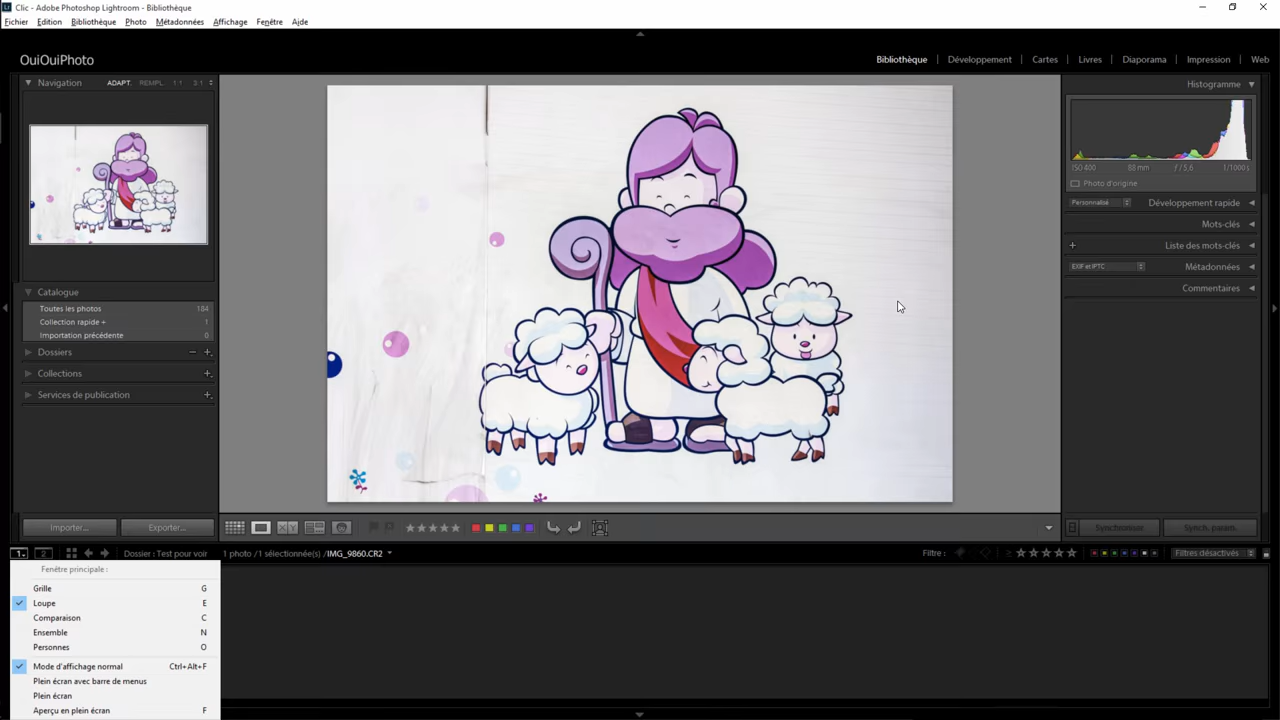 Clic - Adobe Photoshop Lightroom - Bibliothèque
Fichier Edition Bibliothèque Photo Métadonnées Affichage Fenêtre Aide
OuiOuiPhoto
Bibliothèque | Développement | Cartes | Livres | Diaporama | Impression | Web
Navigation ADAPT. REMPL. 1:1 3:1
Histogramme
ISO 400 88 mm ƒ / 5,6 1/1000 s
Photo d'origine
Personnalisé Développement rapide
Mots-clés
Liste des mots-clés
EXIF et IPTC Métadonnées
Commentaires
Catalogue
Toutes les photos 184
Collection rapide + 1
Importation précédente 0
Dossiers
Collections
Services de publication
Importer... Exporter...
Synchroniser Synch. param.
1 2 Dossier : Test pour voir 1 photo /1 sélectionnée(s) /IMG_9860.CR2 Filtre : Filtres désactivés
Fenêtre principale :
Grille G
Loupe E
Comparaison C
Ensemble N
Personnes O
Mode d'affichage normal Ctrl+Alt+F
Plein écran avec barre de menus
Plein écran
Aperçu en plein écran F